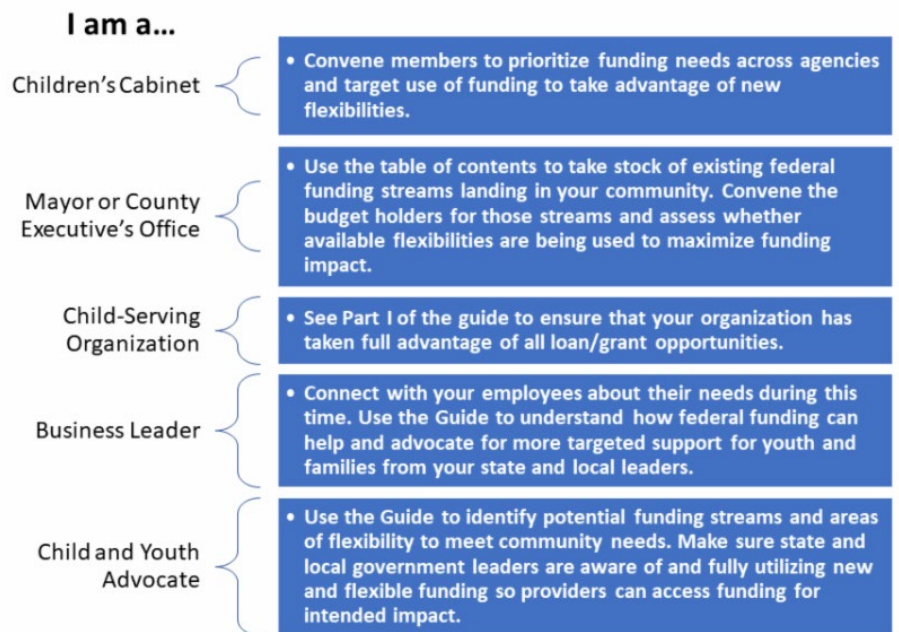 I am a...
Children's Cabinet
• Convene members to prioritize funding needs across agencies
and target use of funding to take advantage of new
flexibilities.
Mayor or County
Executive's Office
• Use the table of contents to take stock of existing federal
funding streams landing in your community. Convene the
budget holders for those streams and assess whether
available flexibilities are being used to maximize funding
impact.
Child-Serving
Organization
• See Part I of the guide to ensure that your organization has
taken full advantage of all loan/grant opportunities.
Business Leader
• Connect with your employees about their needs during this
time. Use the Guide to understand how federal funding can
help and advocate for more targeted support for youth and
families from your state and local leaders.
Child and Youth
Advocate
• Use the Guide to identify potential funding streams and areas
of flexibility to meet community needs. Make sure state and
local government leaders are aware of and fully utilizing new
and flexible funding so providers can access funding for
intended impact.